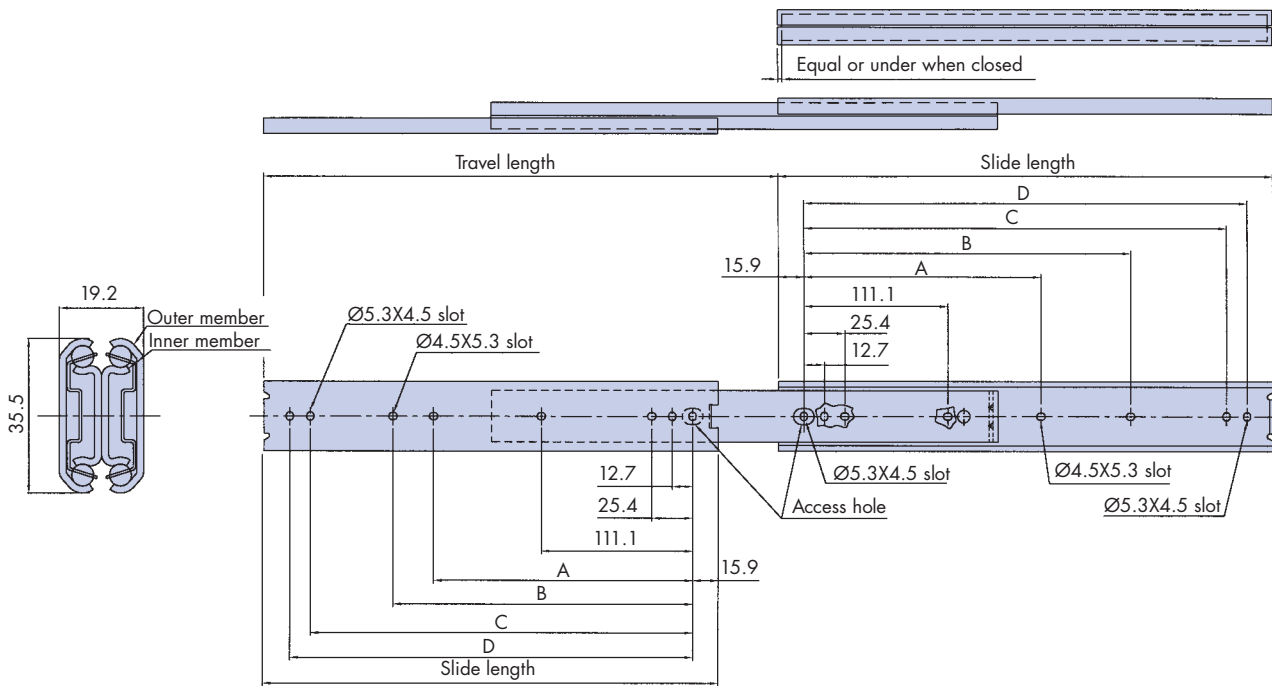 Equal or under when closed
Travel length
Slide length
D
C
B
15.9
A
19.2
111.1
Outer member
Ø5.3X4.5 slot
25.4
Inner member
Ø4.5X5.3 slot
12.7
35.5
12.7
Ø5.3X4.5 slot
Ø4.5X5.3 slot
25.4
Access hole
Ø5.3X4.5 slot
111.1
A
15.9
B
C
D
Slide length